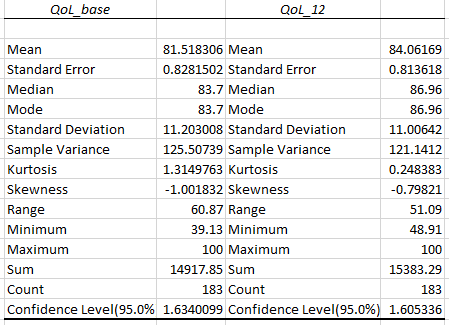 QoL_base QoL_12
Mean 81.518306 Mean 84.06169
Standard Error 0.8281502 Standard Error 0.813618
Median 83.7 Median 86.96
Mode 83.7 Mode 86.96
Standard Deviation 11.203008 Standard Deviation 11.00642
Sample Variance 125.50739 Sample Variance 121.1412
Kurtosis 1.3149763 Kurtosis 0.248383
Skewness -1.001832 Skewness -0.79821
Range 60.87 Range 51.09
Minimum 39.13 Minimum 48.91
Maximum 100 Maximum 100
Sum 14917.85 Sum 15383.29
Count 183 Count 183
Confidence Level(95.0% 1.6340099 Confidence Level(95.0%) 1.605336